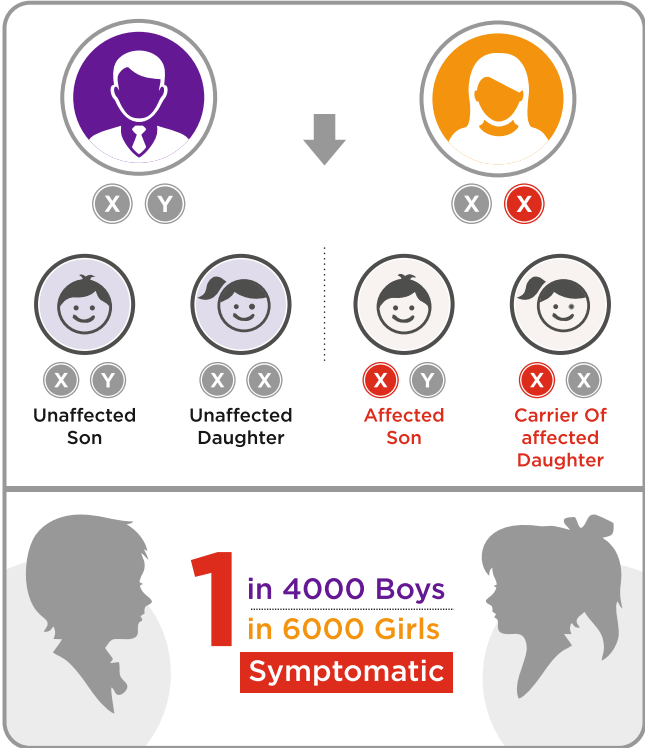 X Y
X X
X Y
X X
X Y
X X
Unaffected
Son
Unaffected
Daughter
Affected
Son
Carrier Of
affected
Daughter
1
in 4000 Boys
in 6000 Girls
Symptomatic